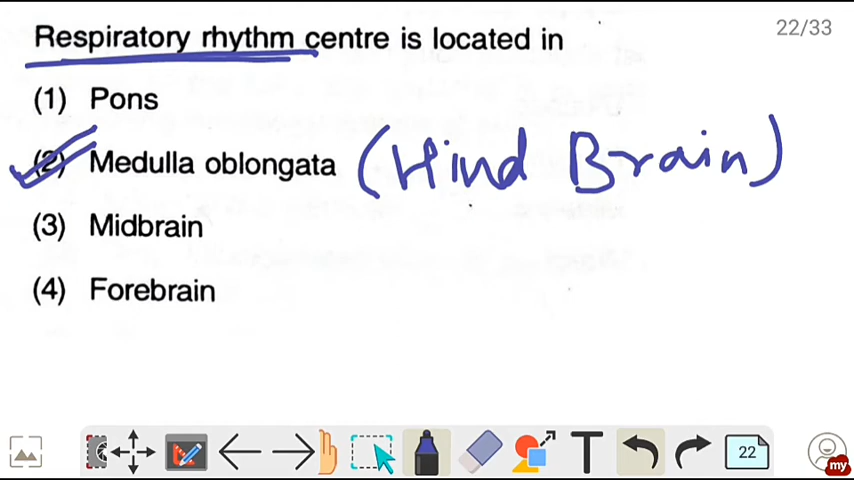 Respiratory rhythm centre is located in
22/33
(1) Pons
(2) Medulla oblongata (Hind Brain)
(3) Midbrain
(4) Forebrain
T
22
my